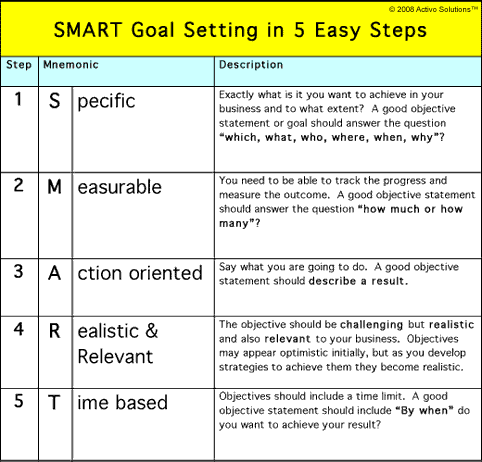 © 2008 Activo Solutions™
SMART Goal Setting in 5 Easy Steps
Step Mnemonic Description
1 S pecific
Exactly what is it you want to achieve in your
business and to what extent? A good objective
statement or goal should answer the question
“which, what, who, where, when, why”?
2 M easurable
You need to be able to track the progress and
measure the outcome. A good objective statement
should answer the question “how much or how
many”?
3 A ction oriented
Say what you are going to do. A good objective
statement should describe a result.
4 R ealistic &
Relevant
The objective should be challenging but realistic
and also relevant to your business. Objectives
may appear optimistic initially, but as you develop
strategies to achieve them they become realistic.
5 T ime based
Objectives should include a time limit. A good
objective statement should include “By when” do
you want to achieve your result?